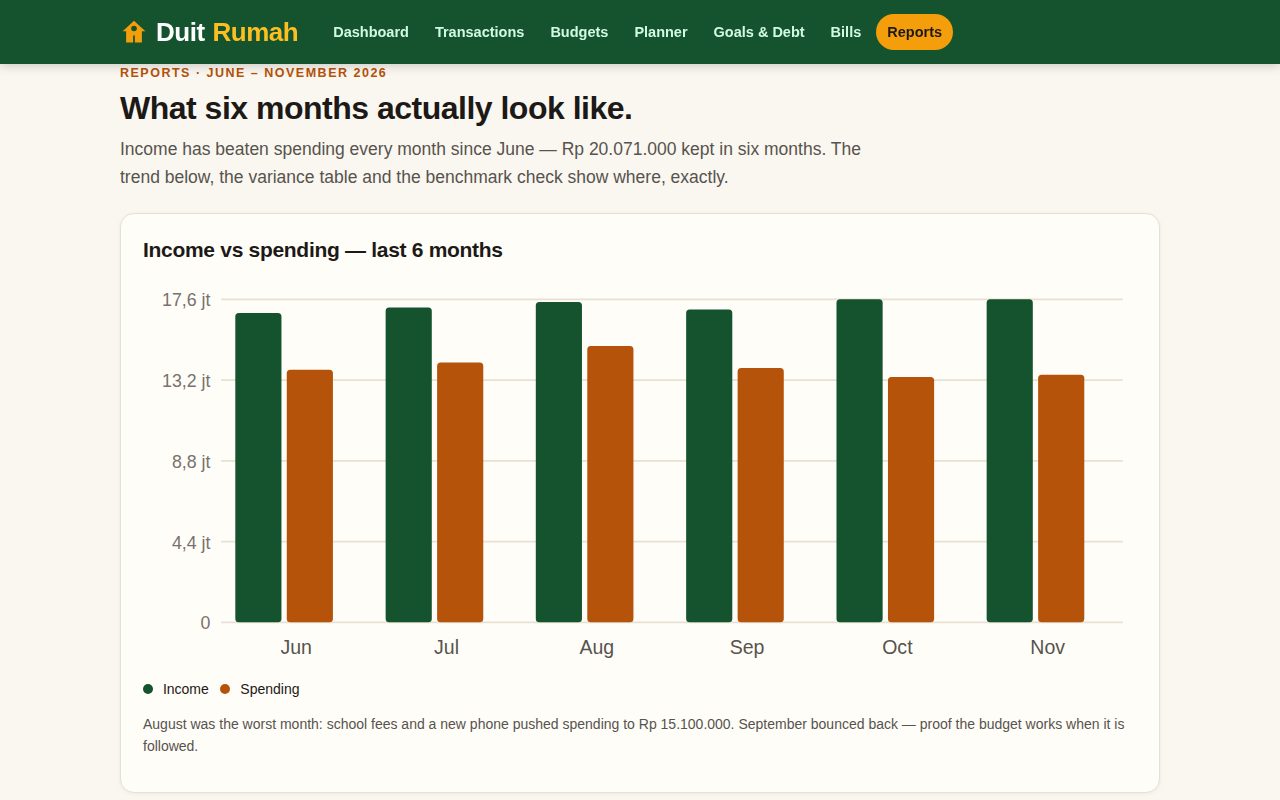 Duit Rumah Dashboard Transactions Budgets Planner Goals & Debt Bills Reports
REPORTS · JUNE – NOVEMBER 2026
What six months actually look like.
Income has beaten spending every month since June — Rp 20.071.000 kept in six months. The
trend below, the variance table and the benchmark check show where, exactly.
Income vs spending — last 6 months
17,6 jt
13,2 jt
8,8 jt
4,4 jt
0
Jun Jul Aug Sep Oct Nov
Income Spending
August was the worst month: school fees and a new phone pushed spending to Rp 15.100.000. September bounced back — proof the budget works when it is
followed.